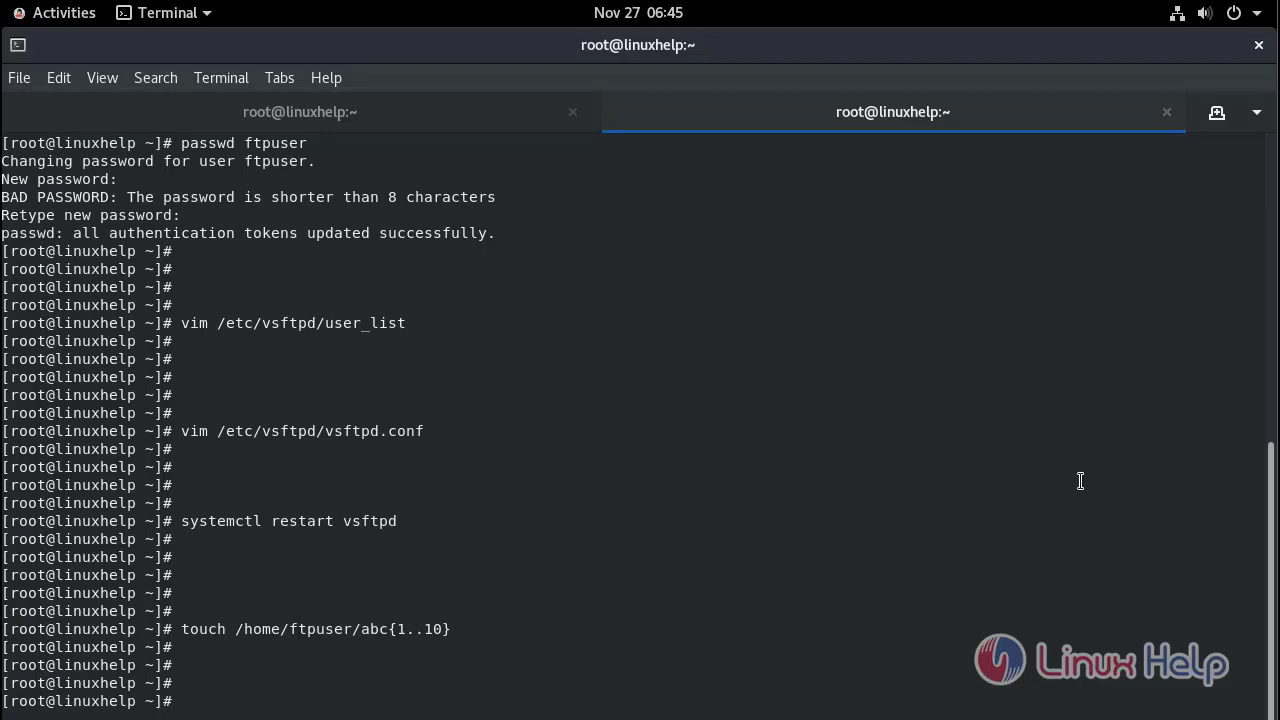 Activities Terminal Nov 27 06:45
root@linuxhelp:~
File Edit View Search Terminal Tabs Help
root@linuxhelp:~ root@linuxhelp:~
[root@linuxhelp ~]# passwd ftpuser
Changing password for user ftpuser.
New password:
BAD PASSWORD: The password is shorter than 8 characters
Retype new password:
passwd: all authentication tokens updated successfully.
[root@linuxhelp ~]#
[root@linuxhelp ~]#
[root@linuxhelp ~]#
[root@linuxhelp ~]#
[root@linuxhelp ~]# vim /etc/vsftpd/user_list
[root@linuxhelp ~]#
[root@linuxhelp ~]#
[root@linuxhelp ~]#
[root@linuxhelp ~]#
[root@linuxhelp ~]#
[root@linuxhelp ~]# vim /etc/vsftpd/vsftpd.conf
[root@linuxhelp ~]#
[root@linuxhelp ~]#
[root@linuxhelp ~]#
[root@linuxhelp ~]#
[root@linuxhelp ~]# systemctl restart vsftpd
[root@linuxhelp ~]#
[root@linuxhelp ~]#
[root@linuxhelp ~]#
[root@linuxhelp ~]#
[root@linuxhelp ~]#
[root@linuxhelp ~]# touch /home/ftpuser/abc{1..10}
[root@linuxhelp ~]#
[root@linuxhelp ~]#
[root@linuxhelp ~]#
[root@linuxhelp ~]#
Linux Help